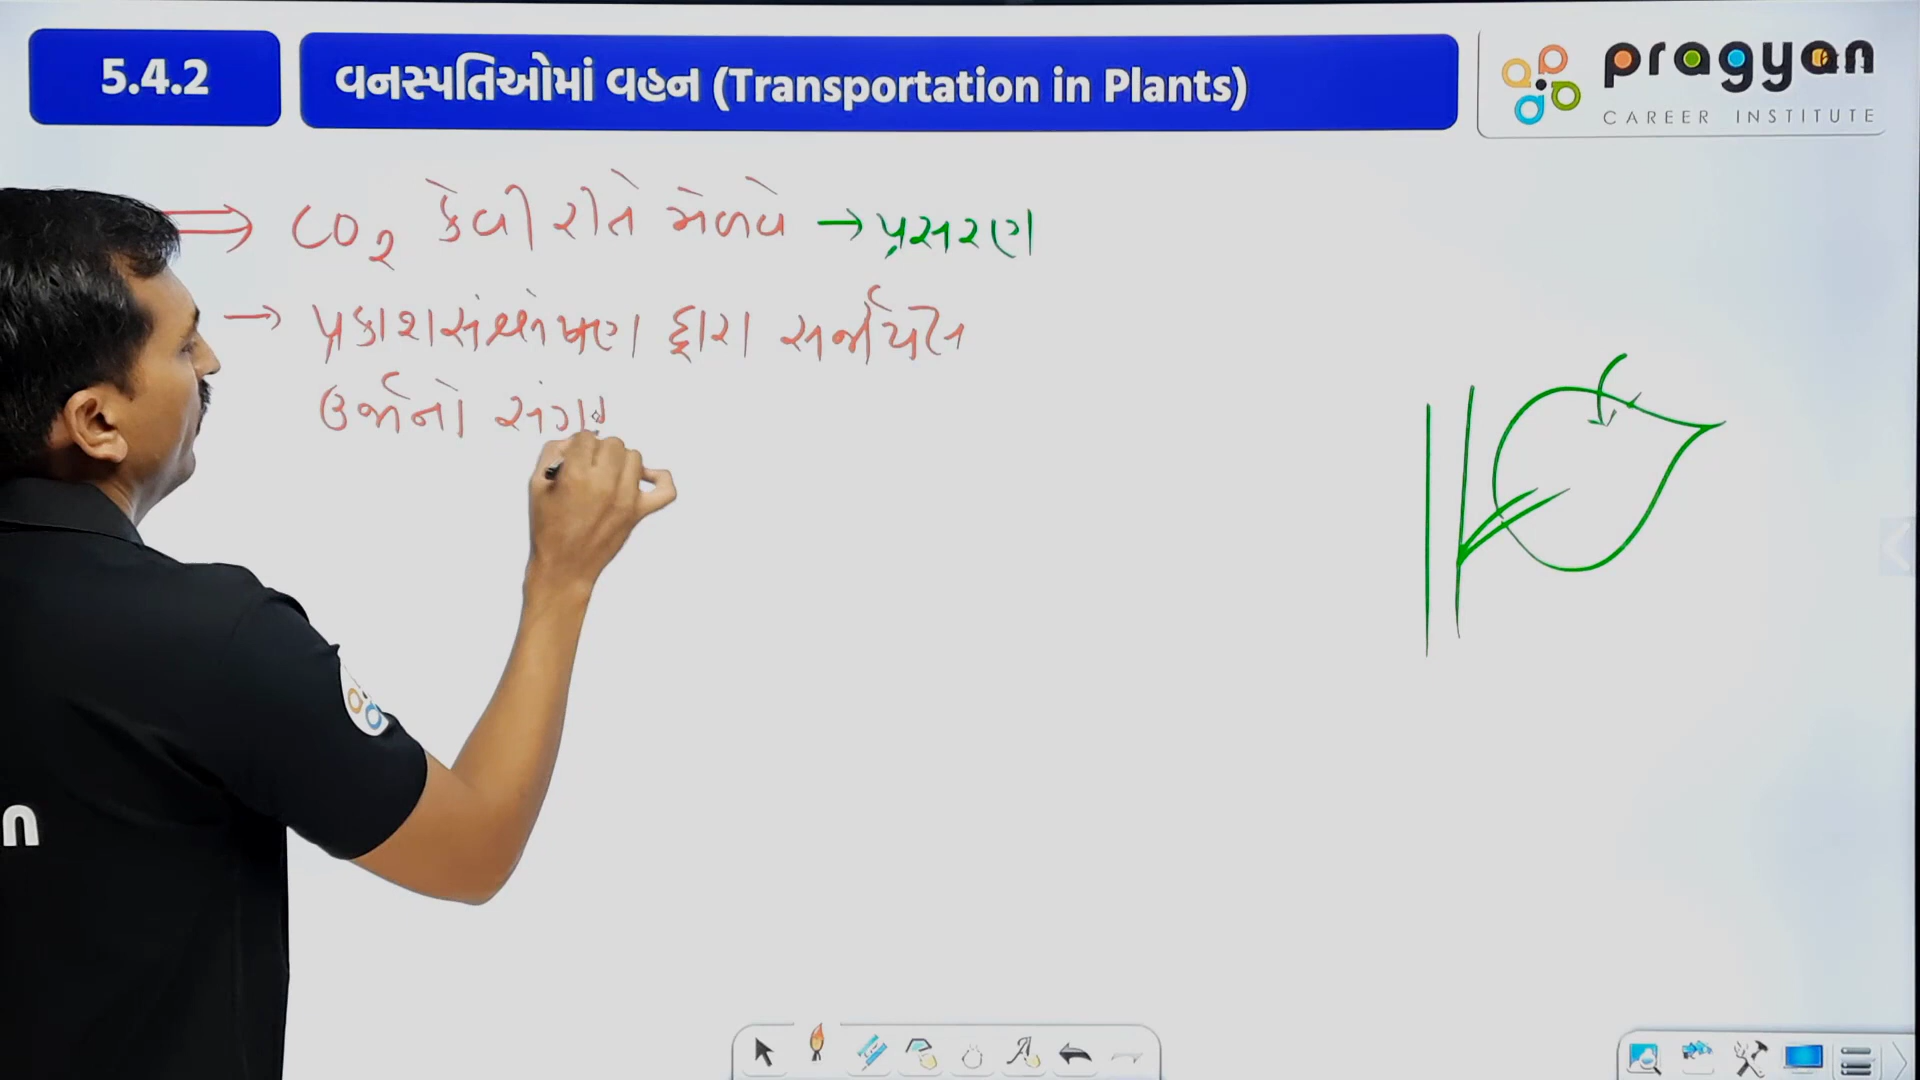 5.4.2
વનસ્પતિઓમાં વહન (Transportation in Plants)
pragyan
CAREER INSTITUTE
⇒ CO2 કેવી રીતે મેળવે → પ્રસરણ
→ પ્રકાશસંશ્લેષણ દ્વારા સર્જાયેલ
ઉર્જાનો
n